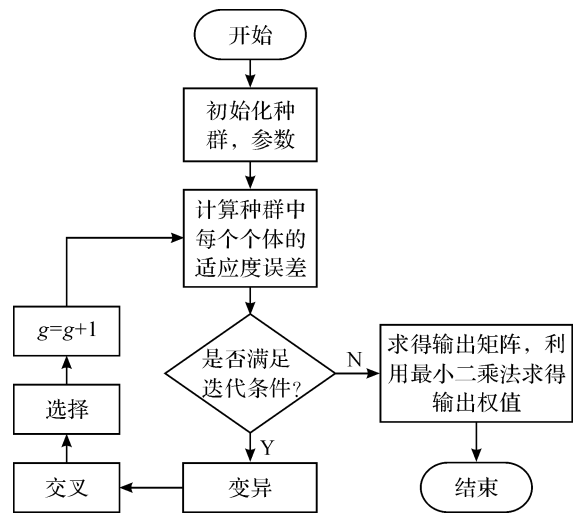 开始
初始化种
群，参数
计算种群中
每个个体的
适应度误差
g=g+1
是否满足
迭代条件？
N
求得输出矩阵，利
用最小二乘法求得
输出权值
选择
Y
交叉
变异
结束